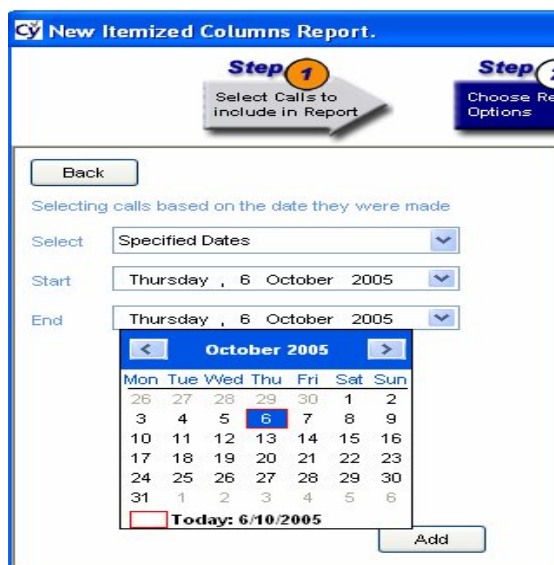 Cÿ New Itemized Columns Report.
Step 1
Select Calls to
include in Report
Step
Choose
Options
Back
Selecting calls based on the date they were made
Select Specified Dates
Start Thursday , 6 October 2005
End Thursday , 6 October 2005
< October 2005 >
Mon Tue Wed Thu Fri Sat Sun
26 27 28 29 30 1 2
3 4 5 6 7 8 9
10 11 12 13 14 15 16
17 18 19 20 21 22 23
24 25 26 27 28 29 30
31 1 2 3 4 5 6
Today: 6/10/2005
Add